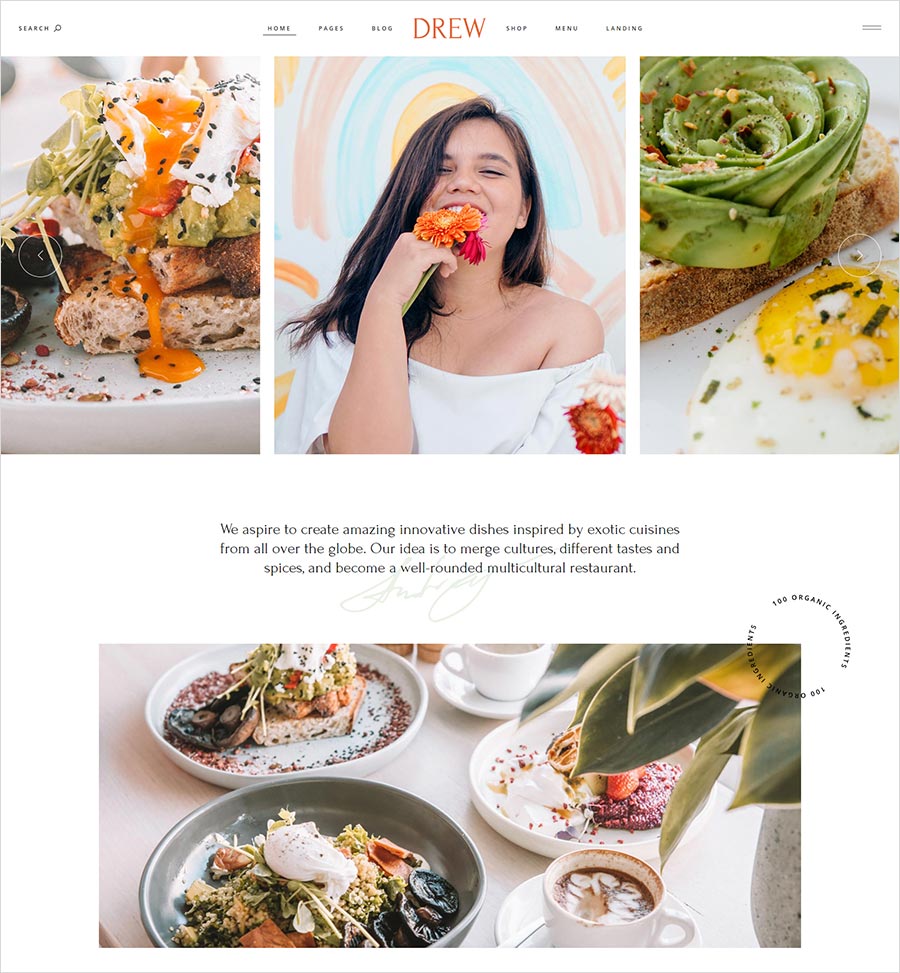 SEARCH
HOME
PAGES
BLOG
DREW
SHOP
MENU
LANDING
We aspire to create amazing innovative dishes inspired by exotic cuisines
from all over the globe. Our idea is to merge cultures, different tastes and
spices, and become a well-rounded multicultural restaurant.
Audrey
100 ORGANIC INGREDIENTS
100 ORGANIC INGREDIENTS